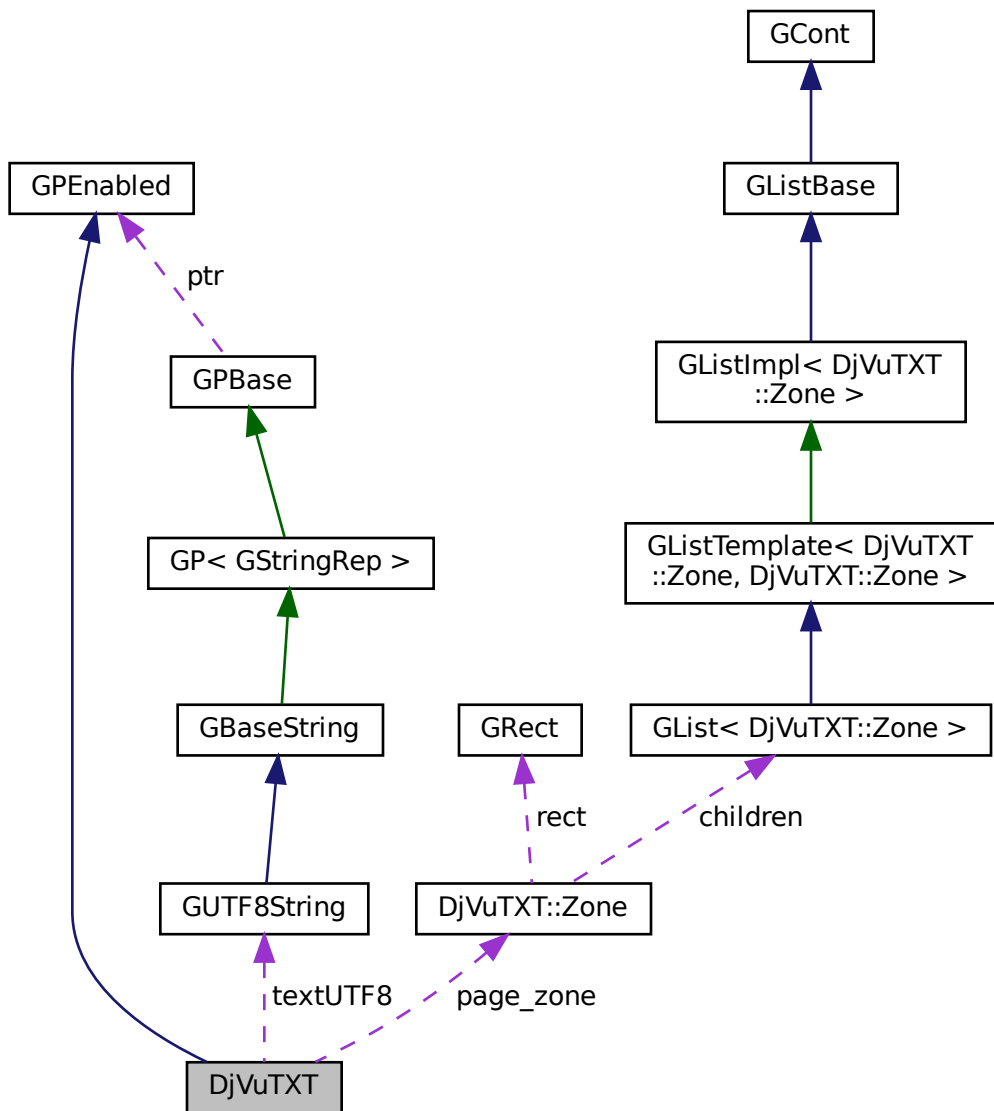 GCont
GPEnabled
GListBase
ptr
GPBase
GListImpl< DjVuTXT
::Zone >
GP< GStringRep >
GListTemplate< DjVuTXT
::Zone, DjVuTXT::Zone >
GBaseString
GRect
GList< DjVuTXT::Zone >
rect
children
GUTF8String
DjVuTXT::Zone
textUTF8
page_zone
DjVuTXT